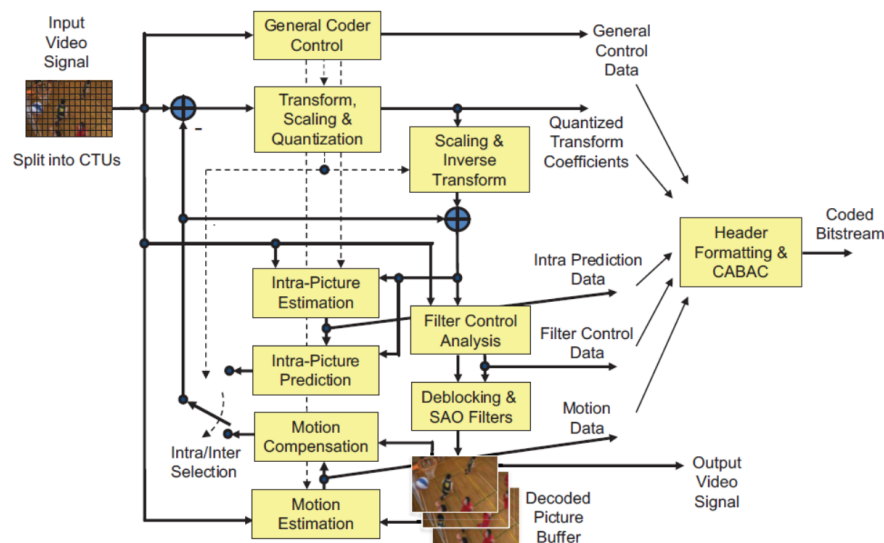 Input
Video
Signal
Split into CTUs
General Coder
Control
Transform,
Scaling &
Quantization
-
Scaling &
Inverse
Transform
General
Control
Data
Quantized
Transform
Coefficients
Header
Formatting &
CABAC
Coded
Bitstream
Intra-Picture
Estimation
Intra Prediction
Data
Filter Control
Analysis
Filter Control
Data
Intra-Picture
Prediction
Deblocking &
SAO Filters
Motion
Data
Motion
Compensation
Intra/Inter
Selection
Motion
Estimation
Decoded
Picture
Buffer
Output
Video
Signal